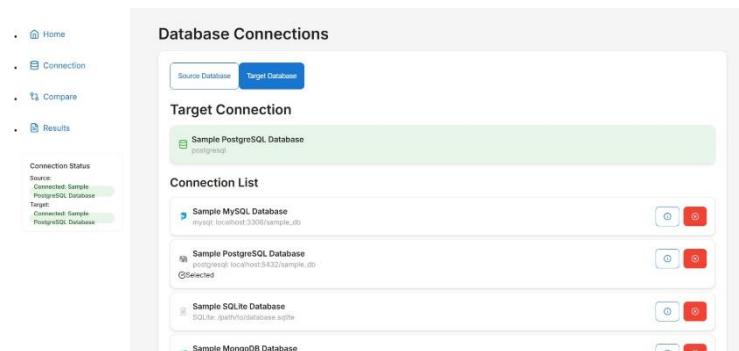 Home
Connection
Compare
Results
Connection Status
Source:
Connected: Sample
PostgreSQL Database
Target:
Connected: Sample
PostgreSQL Database
Database Connections
Source Database
Target Database
Target Connection
Sample PostgreSQL Database
postgresql
Connection List
Sample MySQL Database
mysql: localhost:3306/sample_db
Sample PostgreSQL Database
postgresql: localhost:5432/sample_db
Selected
Sample SQLite Database
SQLite: /path/to/database.sqlite
Sample MongoDB Database